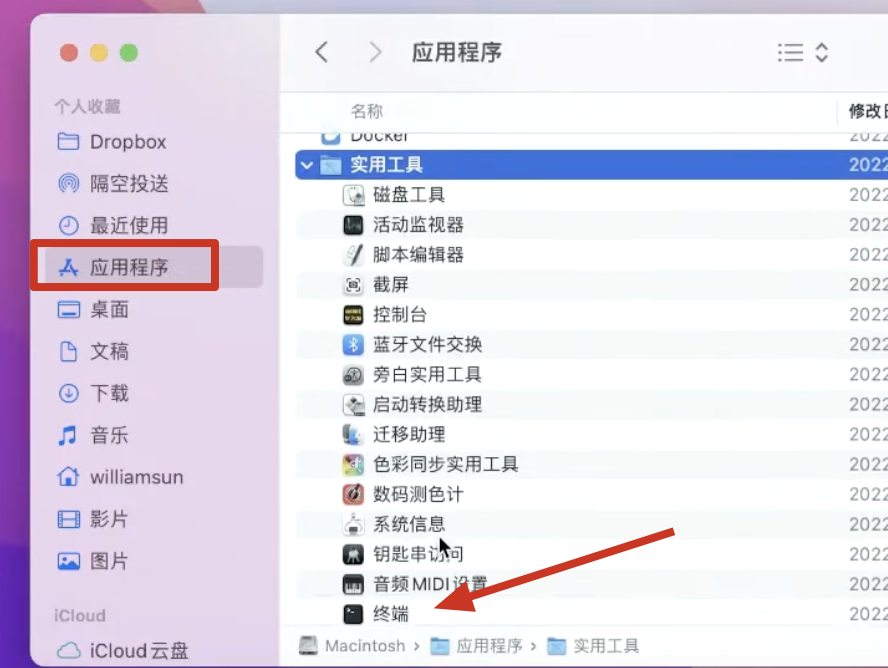 应用程序
个人收藏
Dropbox
隔空投送
最近使用
应用程序
桌面
文稿
下载
音乐
williamsun
影片
图片
iCloud
iCloud云盘
名称 修改日
Docker 2022
实用工具 2022
磁盘工具 2022
活动监视器 2022
脚本编辑器 2022
截屏 2022
控制台 2022
蓝牙文件交换 2022
旁白实用工具 2022
启动转换助理 2022
迁移助理 2022
色彩同步实用工具 2022
数码测色计 2022
系统信息 2022
钥匙串访问 2022
音频MIDI设置 2022
终端 2022
Macintosh › 应用程序 › 实用工具